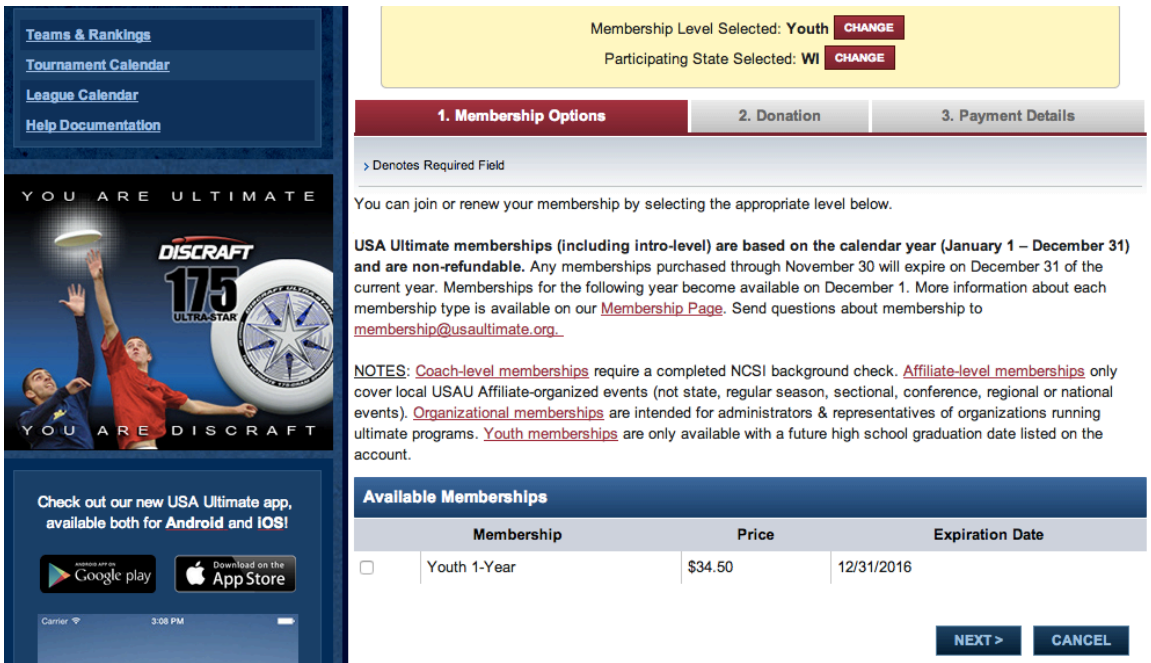 Teams & Rankings
Tournament Calendar
League Calendar
Help Documentation
YOU ARE ULTIMATE
DISCRAFT
175
ULTRA-STAR
YOU ARE DISCRAFT
Check out our new USA Ultimate app,
available both for Android and iOS!
ANDROID APP ON
Google play
Download on the
App Store
Carrier
3:08 PM
Membership Level Selected: Youth CHANGE
Participating State Selected: WI CHANGE
1. Membership Options 2. Donation 3. Payment Details
> Denotes Required Field
You can join or renew your membership by selecting the appropriate level below.
USA Ultimate memberships (including intro-level) are based on the calendar year (January 1 – December 31)
and are non-refundable. Any memberships purchased through November 30 will expire on December 31 of the
current year. Memberships for the following year become available on December 1. More information about each
membership type is available on our Membership Page. Send questions about membership to
membership@usaultimate.org.
NOTES: Coach-level memberships require a completed NCSI background check. Affiliate-level memberships only
cover local USAU Affiliate-organized events (not state, regular season, sectional, conference, regional or national
events). Organizational memberships are intended for administrators & representatives of organizations running
ultimate programs. Youth memberships are only available with a future high school graduation date listed on the
account.
Available Memberships
Membership Price Expiration Date
Youth 1-Year $34.50 12/31/2016
NEXT > CANCEL